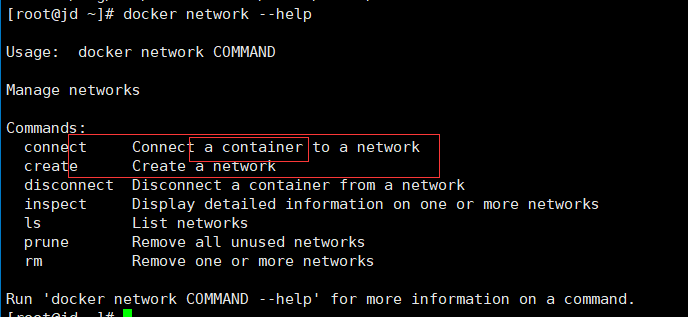 [root@jd ~]# docker network --help
Usage:  docker network COMMAND
Manage networks
Commands:
  connect     Connect a container to a network
  create      Create a network
  disconnect  Disconnect a container from a network
  inspect     Display detailed information on one or more networks
  ls          List networks
  prune       Remove all unused networks
  rm          Remove one or more networks
Run 'docker network COMMAND --help' for more information on a command.
[root@jd ~]#